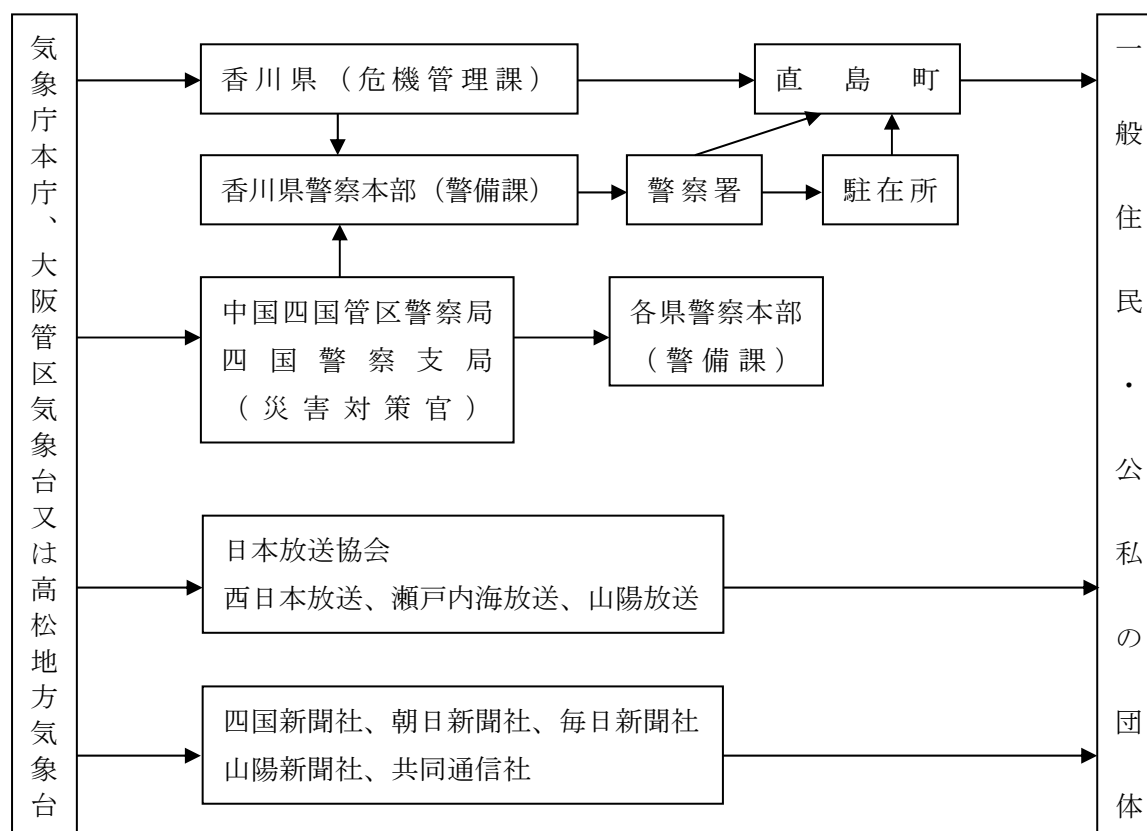 気象庁本庁、大阪管区気象台又は高松地方気象台
香川県（危機管理課）
直島町
香川県警察本部（警備課）
警察署
駐在所
中国四国管区警察局
四国警察支局
（災害対策官）
各県警察本部
（警備課）
日本放送協会
西日本放送、瀬戸内海放送、山陽放送
四国新聞社、朝日新聞社、毎日新聞社
山陽新聞社、共同通信社
一般住民・公私の団体